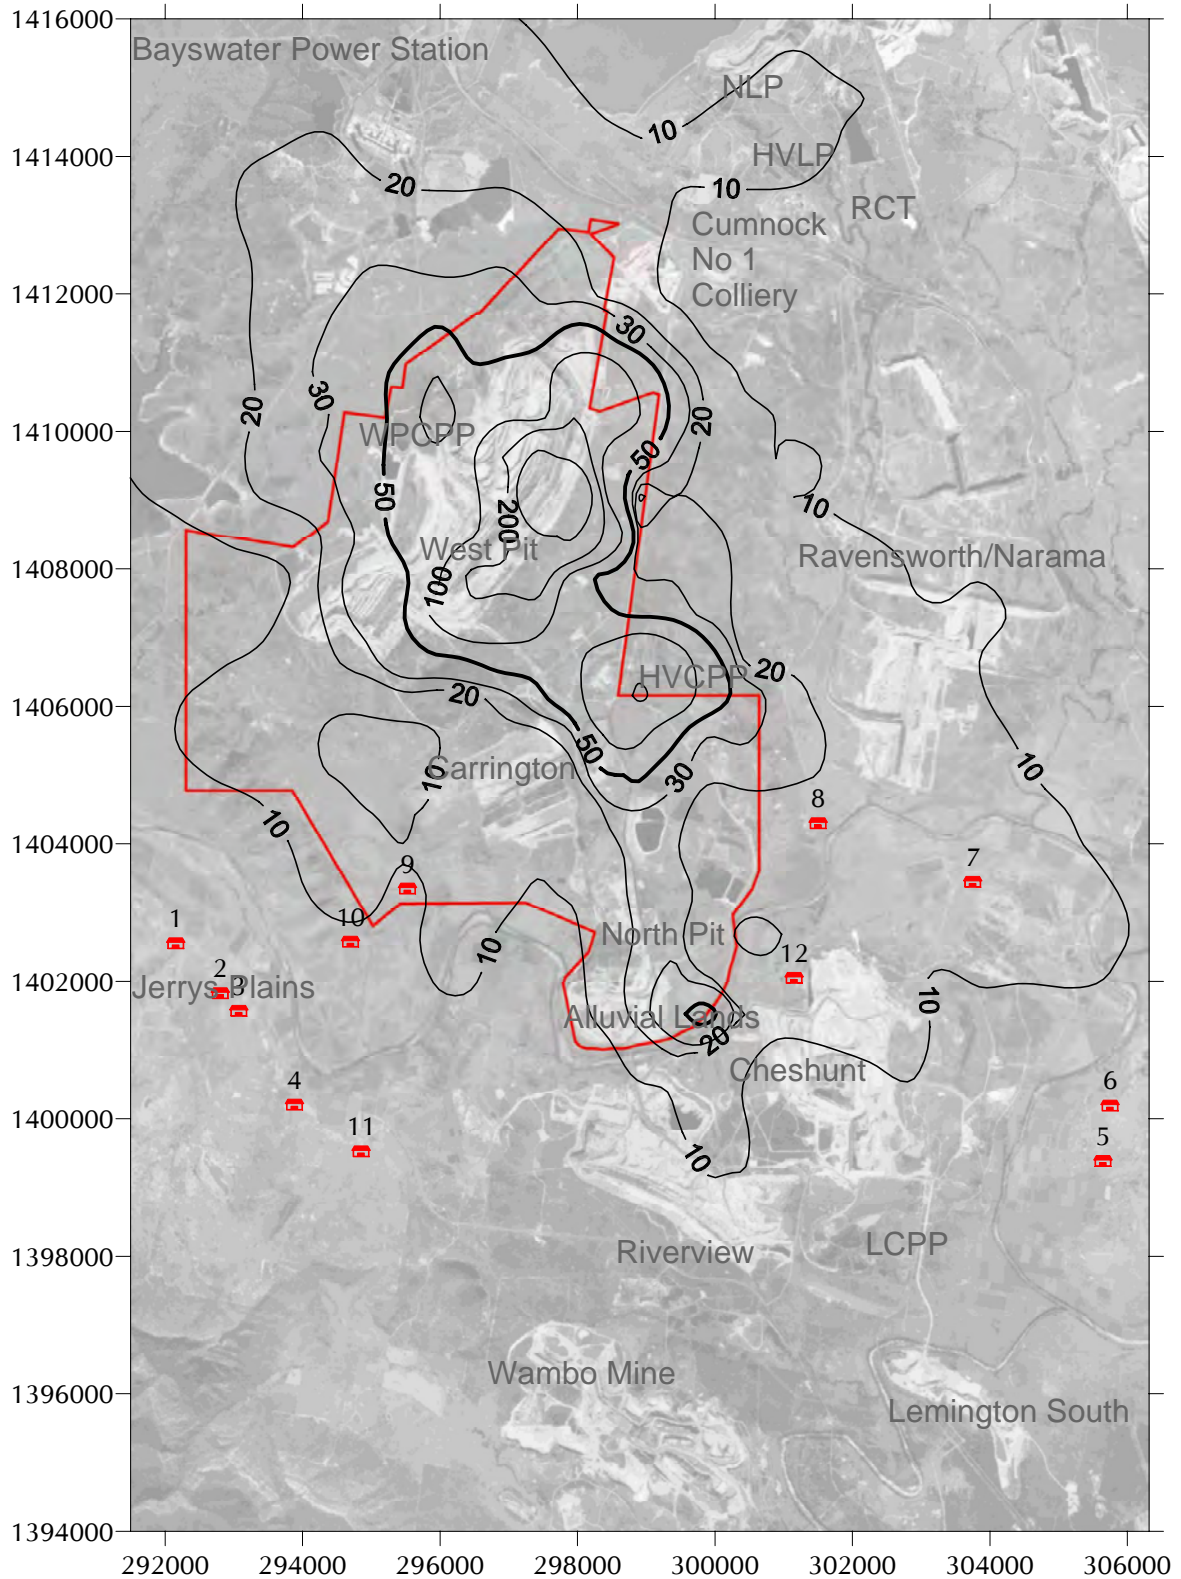 1416000
Bayswater Power Station
NLP
10
1414000
HVLP
20
10
RCT
Cumnock
No 1
Colliery
1412000
30
30
20
20
1410000
WPCPP
50
50
200
10
West Pit
Ravensworth/Narama
1408000
100
20
HVCPP
20
1406000
50
10
Carrington
10
30
10
8
1404000
9
7
1
10
North Pit
10
12
1402000
2
3
Jerrys Plains
10
Alluvial Lands
20
Cheshunt
4
6
1400000
11
10
5
LCPP
Riverview
1398000
Wambo Mine
1396000
Lemington South
1394000
292000 294000 296000 298000 300000 302000 304000 306000